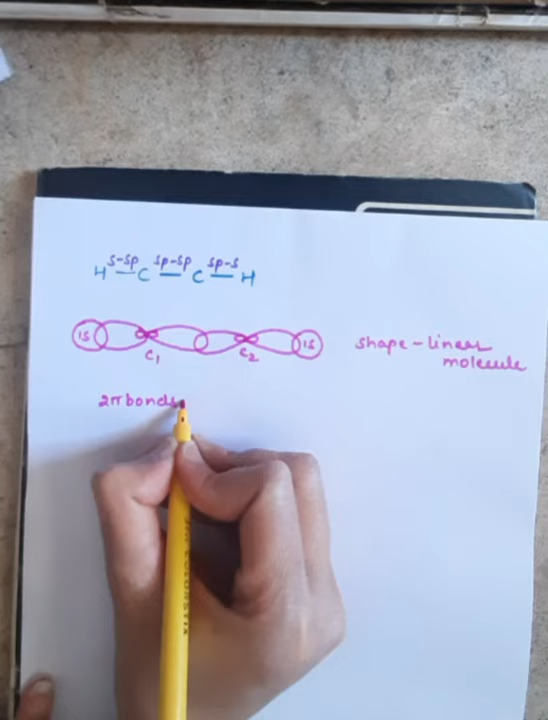 s-sp sp-sp sp-s
H — C — C — H
1S 1S
C₁ C₂
shape - linear
molecule
2π bonds